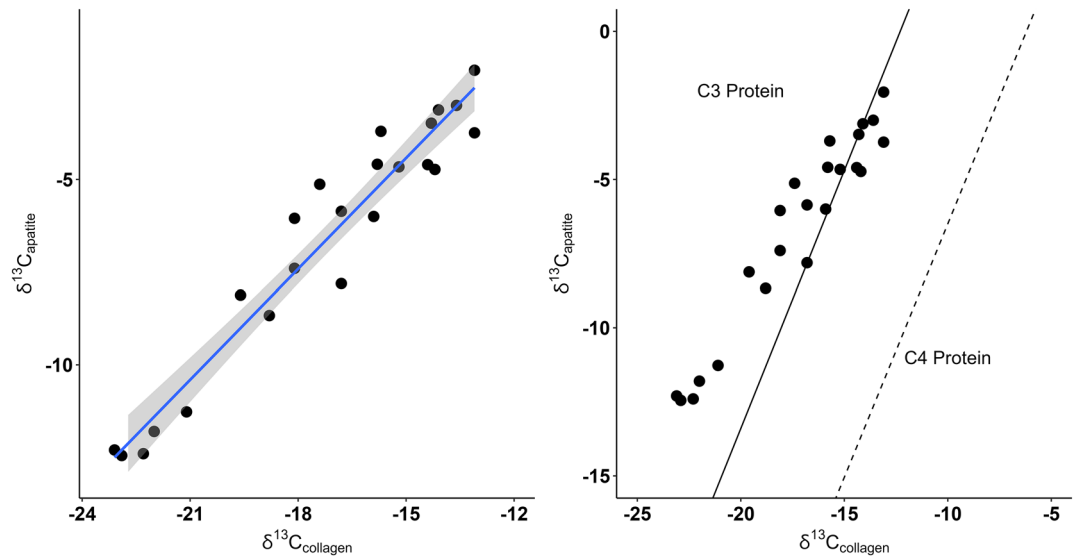 -5
-10
δ13Capatite
-24
-21
-18
-15
-12
δ13Ccollagen
0
-5
-10
-15
δ13Capatite
C3 Protein
C4 Protein
-25
-20
-15
-10
-5
δ13Ccollagen